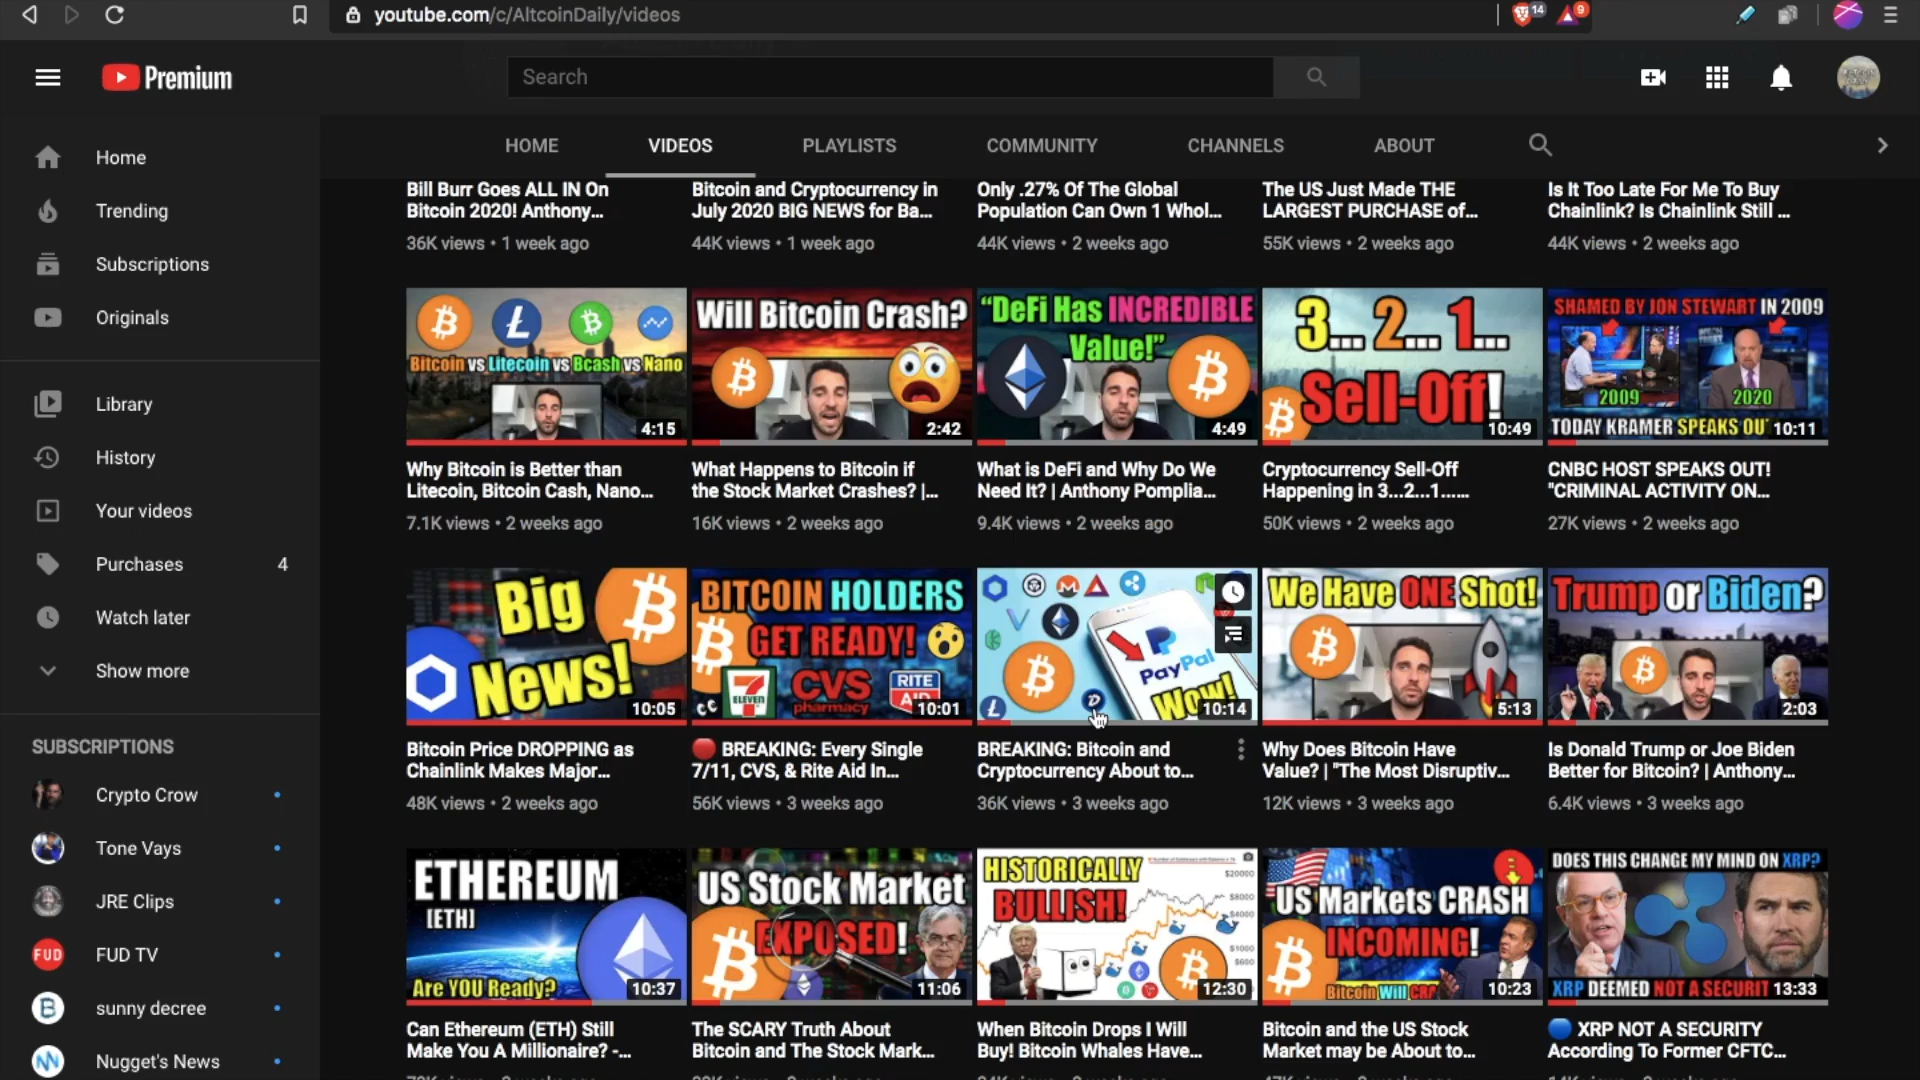 youtube.com/c/AltcoinDaily/videos
14
9
Premium
Search
Home
Trending
Subscriptions
Originals
Library
History
Your videos
Purchases 4
Watch later
Show more
SUBSCRIPTIONS
Crypto Crow
Tone Vays
JRE Clips
FUD
FUD TV
sunny decree
Nugget's News
HOME VIDEOS PLAYLISTS COMMUNITY CHANNELS ABOUT
Bill Burr Goes ALL IN On
Bitcoin 2020! Anthony...
36K views • 1 week ago
Bitcoin and Cryptocurrency in
July 2020 BIG NEWS for Ba...
44K views • 1 week ago
Only .27% Of The Global
Population Can Own 1 Whol...
44K views • 2 weeks ago
The US Just Made THE
LARGEST PURCHASE of...
55K views • 2 weeks ago
Is It Too Late For Me To Buy
Chainlink? Is Chainlink Still ...
44K views • 2 weeks ago
Bitcoin vs Litecoin vs Bcash vs Nano
4:15
Why Bitcoin is Better than
Litecoin, Bitcoin Cash, Nano...
7.1K views • 2 weeks ago
Will Bitcoin Crash?
2:42
What Happens to Bitcoin if
the Stock Market Crashes? |...
16K views • 2 weeks ago
"DeFi Has INCREDIBLE
Value!"
4:49
What is DeFi and Why Do We
Need It? | Anthony Pomplia...
9.4K views • 2 weeks ago
3... 2... 1...
Sell-Off!
10:49
Cryptocurrency Sell-Off
Happening in 3...2...1......
50K views • 2 weeks ago
SHAMED BY JON STEWART IN 2009
2009 2020
TODAY KRAMER SPEAKS OU
10:11
CNBC HOST SPEAKS OUT!
"CRIMINAL ACTIVITY ON...
27K views • 2 weeks ago
Big
News!
10:05
Bitcoin Price DROPPING as
Chainlink Makes Major...
48K views • 2 weeks ago
BITCOIN HOLDERS
GET READY!
7 ELEVEN
CVS
pharmacy
RITE
AID
CC
10:01
BREAKING: Every Single
7/11, CVS, & Rite Aid In...
56K views • 3 weeks ago
PayPal
Wow!
10:14
BREAKING: Bitcoin and
Cryptocurrency About to...
36K views • 3 weeks ago
We Have ONE Shot!
5:13
Why Does Bitcoin Have
Value? | "The Most Disruptiv...
12K views • 3 weeks ago
Trump or Biden?
2:03
Is Donald Trump or Joe Biden
Better for Bitcoin? | Anthony...
6.4K views • 3 weeks ago
ETHEREUM
[ETH]
Are YOU Ready?
10:37
Can Ethereum (ETH) Still
Make You A Millionaire? -...
US Stock Market
EXPOSED!
11:06
The SCARY Truth About
Bitcoin and The Stock Mark...
HISTORICALLY
BULLISH!
$20000
$8000
$4000
$1000
$600
12:30
When Bitcoin Drops I Will
Buy! Bitcoin Whales Have...
US Markets CRASH
INCOMING!
Bitcoin Will
10:23
Bitcoin and the US Stock
Market may be About to...
DOES THIS CHANGE MY MIND ON XRP?
XRP DEEMED NOT A SECURIT
13:33
XRP NOT A SECURITY
According To Former CFTC...